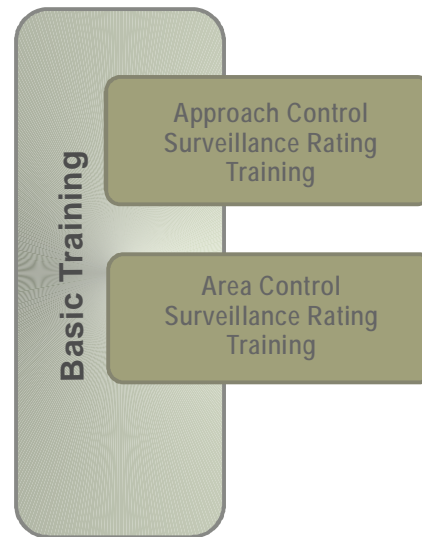 Basic Training
Approach Control
Surveillance Rating
Training
Area Control
Surveillance Rating
Training